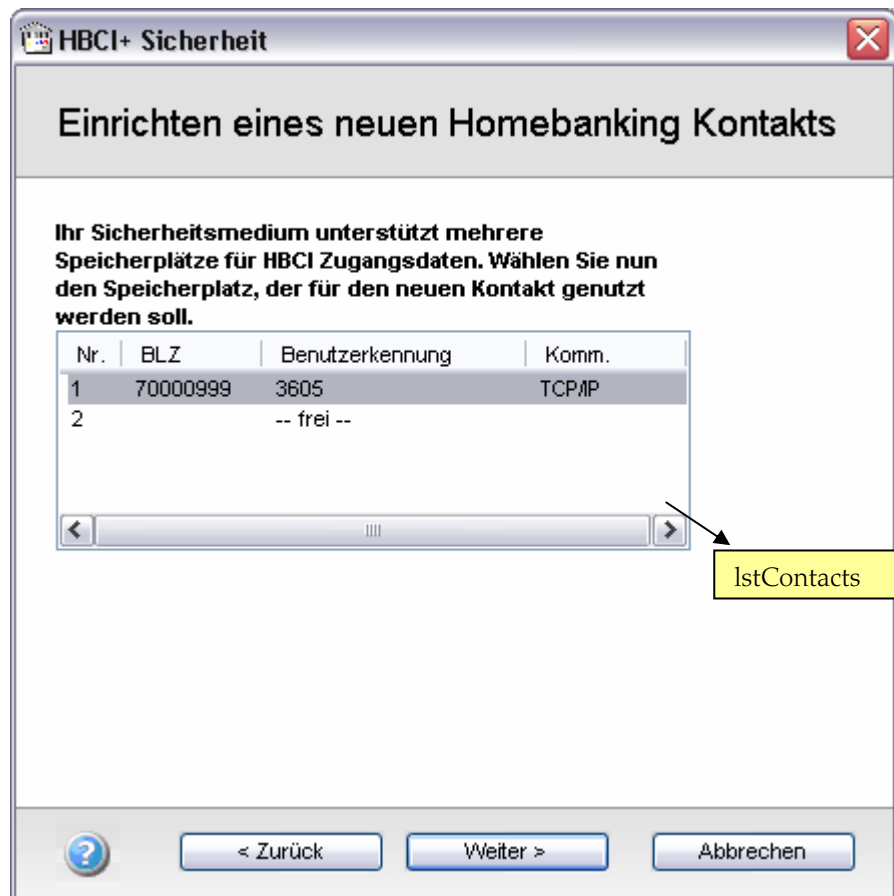 HBCI+ Sicherheit
Einrichten eines neuen Homebanking Kontakts
Ihr Sicherheitsmedium unterstützt mehrere
Speicherplätze für HBCI Zugangsdaten. Wählen Sie nun
den Speicherplatz, der für den neuen Kontakt genutzt
werden soll.
Nr. BLZ Benutzerkennung Komm.
1 70000999 3605 TCP/IP
2 -- frei --
lstContacts
? < Zurück Weiter > Abbrechen